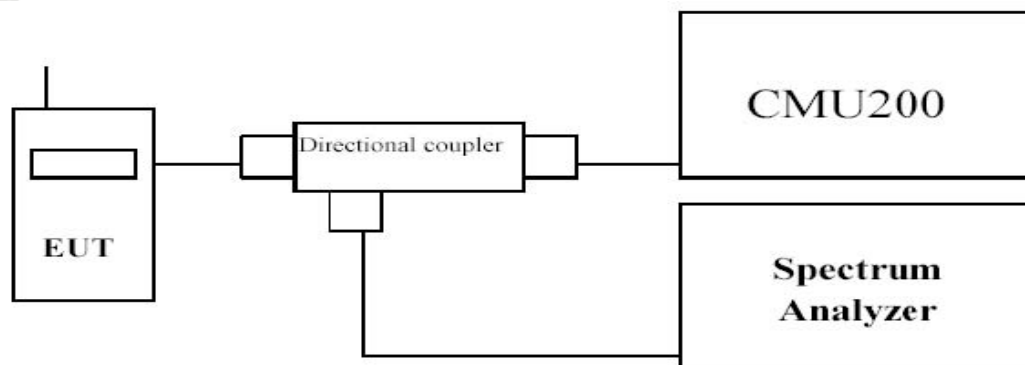 CMU200
Directional coupler
EUT
Spectrum
Analyzer